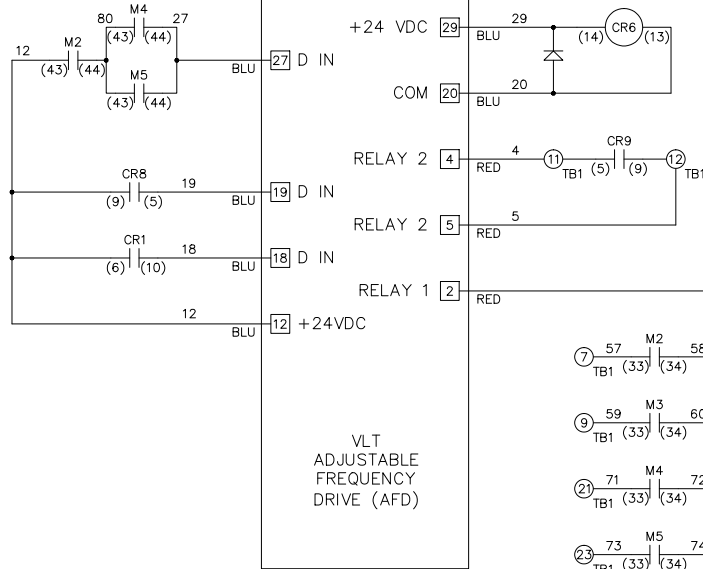 80 M4 27
(43) (44)
12 M2
(43) (44)
M5
(43) (44)
BLU 27 D IN
+24 VDC 29 29
BLU
(14) CR6 (13)
COM 20 20
BLU
RELAY 2 4 4
RED
11 TB1
CR9
(5) (9)
12 TB1
CR8 19
(9) (5)
BLU 19 D IN
RELAY 2 5 5
RED
CR1 18
(6) (10)
BLU 18 D IN
RELAY 1 2
RED
12
BLU 12 +24VDC
7 TB1 57 M2 58
(33) (34)
9 TB1 59 M3 60
(33) (34)
VLT
ADJUSTABLE
FREQUENCY
DRIVE (AFD)
21 TB1 71 M4 72
(33) (34)
23 TB1 73 M5 74
(33) (34)